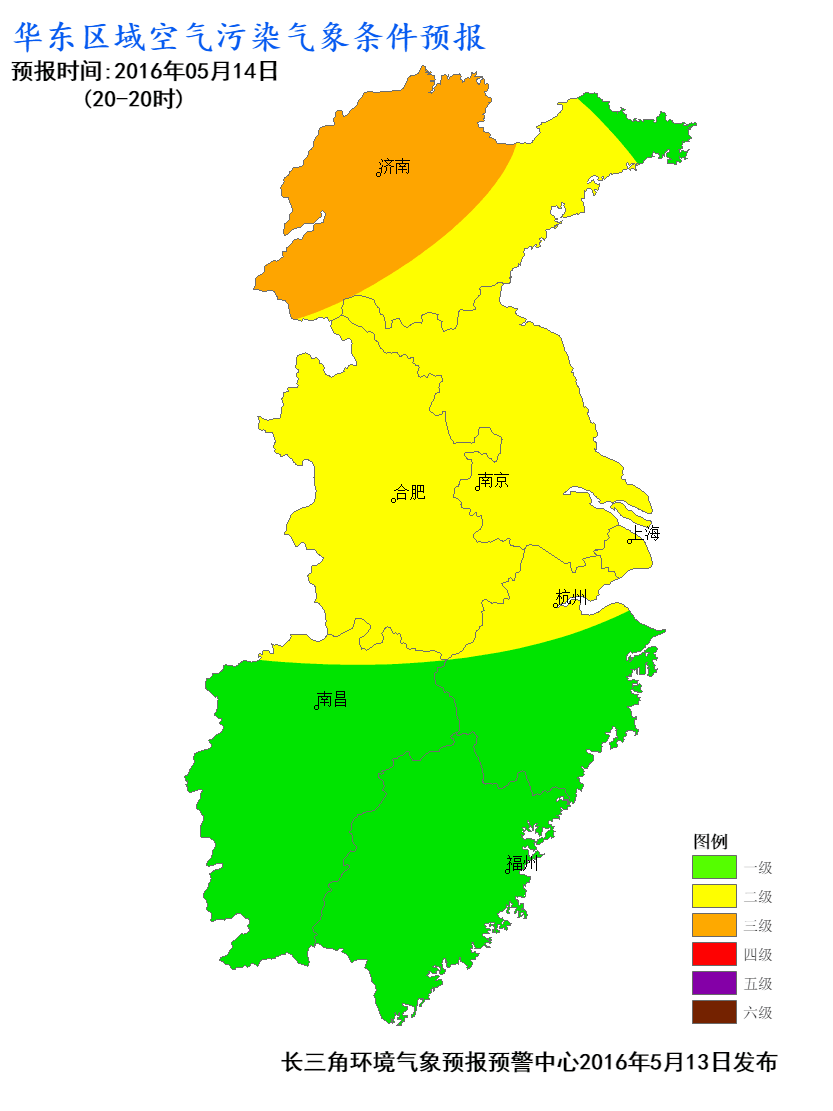 华东区域空气污染气象条件预报
预报时间:2016年05月14日
(20-20时)
济南
南京
合肥
上海
杭州
南昌
福州
图例
一级
二级
三级
四级
五级
六级
长三角环境气象预报预警中心2016年5月13日发布